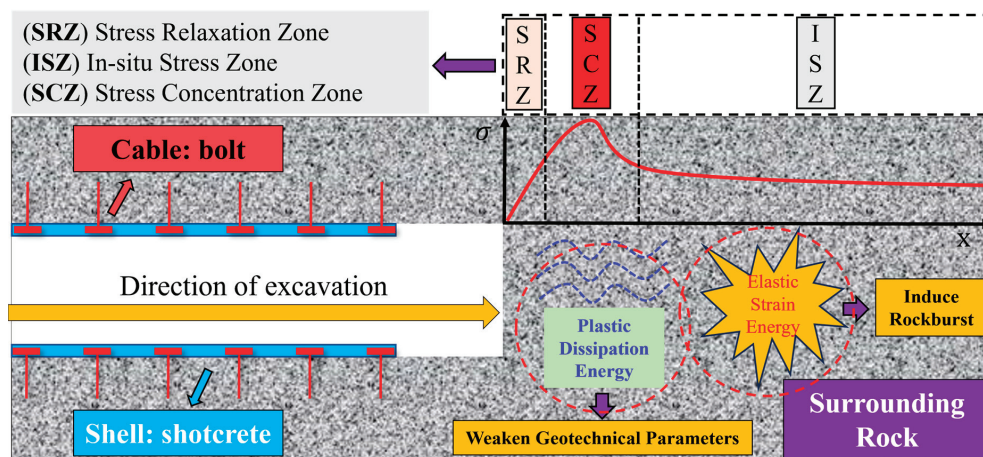 (SRZ) Stress Relaxation Zone
(ISZ) In-situ Stress Zone
(SCZ) Stress Concentration Zone
S
R
Z
S
C
Z
I
S
Z
Cable: bolt
σ
x
Direction of excavation
Elastic
Strain
Energy
Induce
Rockburst
Plastic
Dissipation
Energy
Shell: shotcrete
Weaken Geotechnical Parameters
Surrounding
Rock